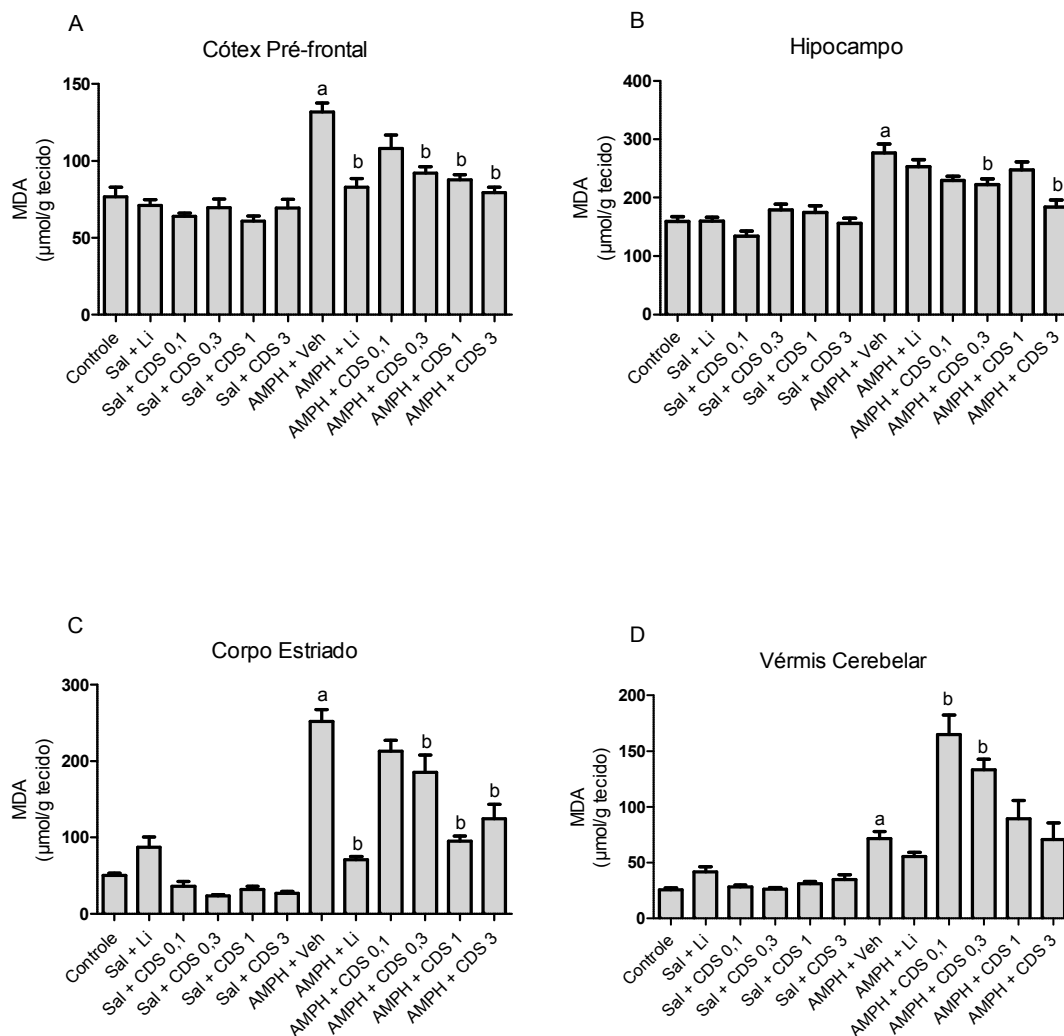 A
Cótex Pré-frontal
150
100
50
0
MDA
(µmol/g tecido)
a
b
b
b
b
Controle
Sal + Li
Sal + CDS 0,1
Sal + CDS 0,3
Sal + CDS 1
Sal + CDS 3
AMPH + Veh
AMPH + Li
AMPH + CDS 0,1
AMPH + CDS 0,3
AMPH + CDS 1
AMPH + CDS 3
B
Hipocampo
400
300
200
100
0
MDA
(µmol/g tecido)
a
b
b
Controle
Sal + Li
Sal + CDS 0,1
Sal + CDS 0,3
Sal + CDS 1
Sal + CDS 3
AMPH + Veh
AMPH + Li
AMPH + CDS 0,1
AMPH + CDS 0,3
AMPH + CDS 1
AMPH + CDS 3
C
Corpo Estriado
300
200
100
0
MDA
(µmol/g tecido)
a
b
b
b
b
Controle
Sal + Li
Sal + CDS 0,1
Sal + CDS 0,3
Sal + CDS 1
Sal + CDS 3
AMPH + Veh
AMPH + Li
AMPH + CDS 0,1
AMPH + CDS 0,3
AMPH + CDS 1
AMPH + CDS 3
D
Vérmis Cerebelar
200
150
100
50
0
MDA
(µmol/g tecido)
a
b
b
Controle
Sal + Li
Sal + CDS 0,1
Sal + CDS 0,3
Sal + CDS 1
Sal + CDS 3
AMPH + Veh
AMPH + Li
AMPH + CDS 0,1
AMPH + CDS 0,3
AMPH + CDS 1
AMPH + CDS 3